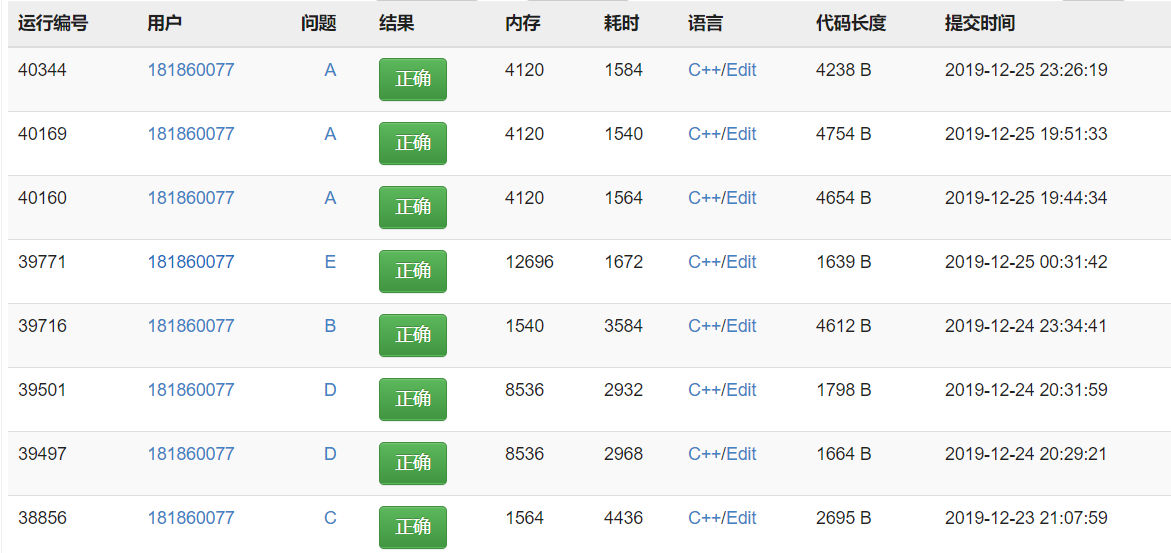 运行编号 用户 问题 结果 内存 耗时 语言 代码长度 提交时间
40344 181860077 A 正确 4120 1584 C++/Edit 4238 B 2019-12-25 23:26:19
40169 181860077 A 正确 4120 1540 C++/Edit 4754 B 2019-12-25 19:51:33
40160 181860077 A 正确 4120 1564 C++/Edit 4654 B 2019-12-25 19:44:34
39771 181860077 E 正确 12696 1672 C++/Edit 1639 B 2019-12-25 00:31:42
39716 181860077 B 正确 1540 3584 C++/Edit 4612 B 2019-12-24 23:34:41
39501 181860077 D 正确 8536 2932 C++/Edit 1798 B 2019-12-24 20:31:59
39497 181860077 D 正确 8536 2968 C++/Edit 1664 B 2019-12-24 20:29:21
38856 181860077 C 正确 1564 4436 C++/Edit 2695 B 2019-12-23 21:07:59